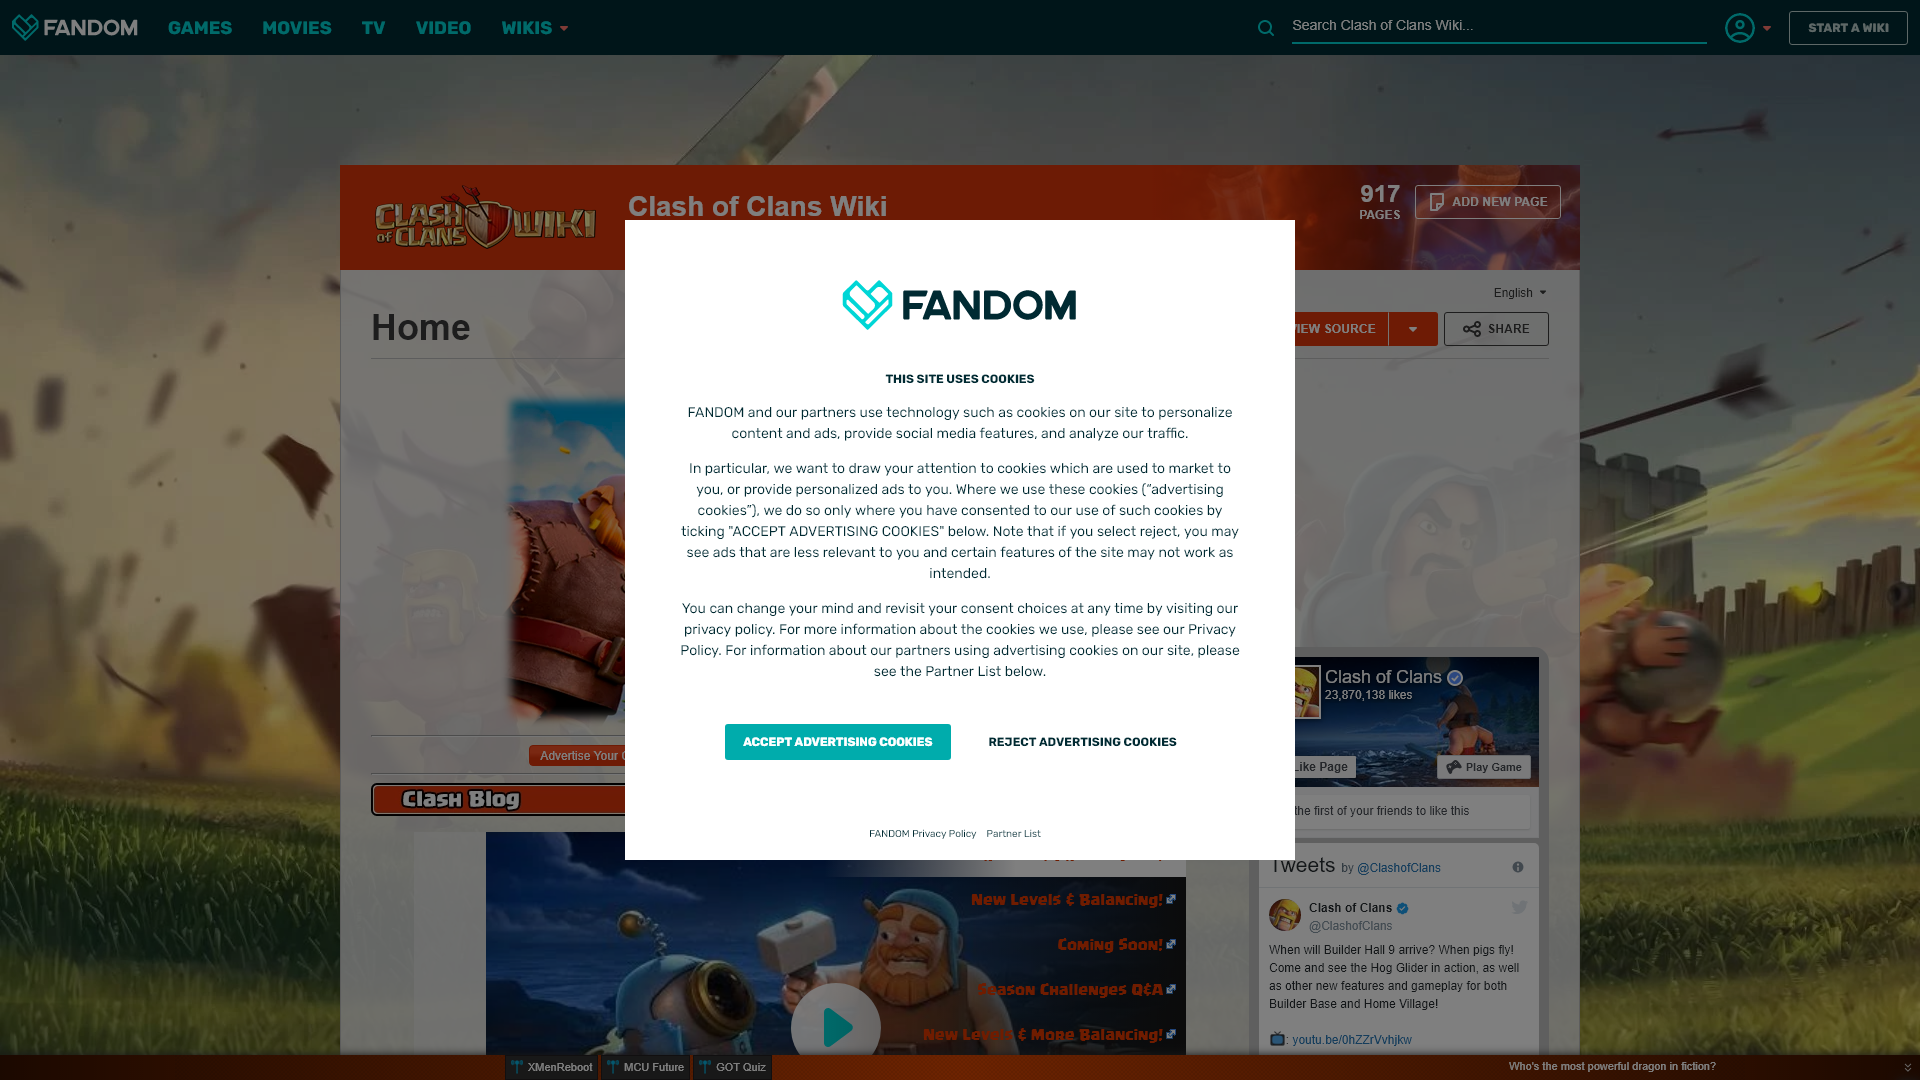 FANDOM
GAMES
MOVIES
TV
VIDEO
WIKIS
Search Clash of Clans Wiki...
START A WIKI
CLASH of CLANS WIKI
Clash of Clans Wiki
917
PAGES
ADD NEW PAGE
English
Home
VIEW SOURCE
SHARE
FANDOM
THIS SITE USES COOKIES
FANDOM and our partners use technology such as cookies on our site to personalize
content and ads, provide social media features, and analyze our traffic.
In particular, we want to draw your attention to cookies which are used to market to
you, or provide personalized ads to you. Where we use these cookies (“advertising
cookies”), we do so only where you have consented to our use of such cookies by
ticking "ACCEPT ADVERTISING COOKIES" below. Note that if you select reject, you may
see ads that are less relevant to you and certain features of the site may not work as
intended.
You can change your mind and revisit your consent choices at any time by visiting our
privacy policy. For more information about the cookies we use, please see our Privacy
Policy. For information about our partners using advertising cookies on our site, please
see the Partner List below.
ACCEPT ADVERTISING COOKIES
REJECT ADVERTISING COOKIES
FANDOM Privacy Policy
Partner List
Advertise Your
Clash Blog
Clash of Clans
23,870,138 likes
Like Page
Play Game
the first of your friends to like this
Tweets by @ClashofClans
Clash of Clans
@ClashofClans
When will Builder Hall 9 arrive? When pigs fly!
Come and see the Hog Glider in action, as well
as other new features and gameplay for both
Builder Base and Home Village!
: youtu.be/0hZZrVvhjkw
New Levels & Balancing!
Coming Soon!
Season Challenges Q&A
New Levels & More Balancing!
XMenReboot
MCU Future
GOT Quiz
Who's the most powerful dragon in fiction?